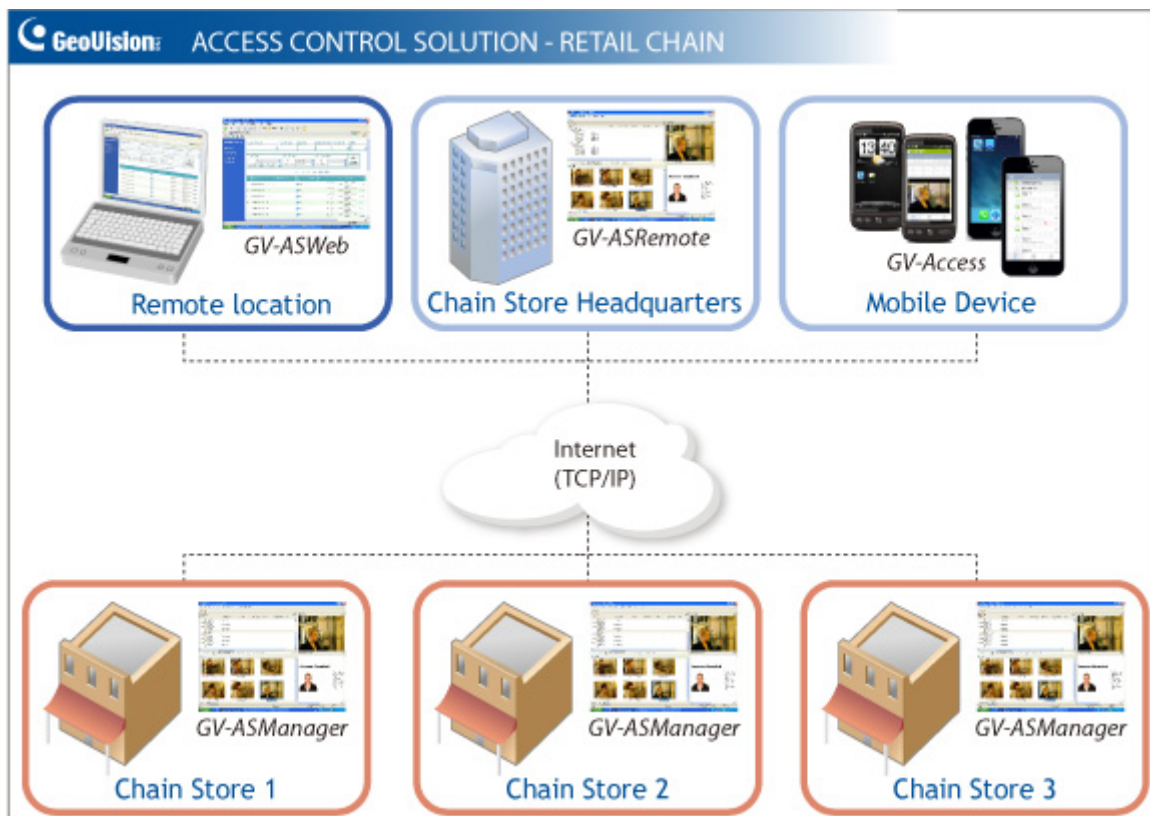 GeoVision
ACCESS CONTROL SOLUTION - RETAIL CHAIN
GV-ASWeb
Remote location
GV-ASRemote
Chain Store Headquarters
GV-Access
Mobile Device
Internet
(TCP/IP)
GV-ASManager
Chain Store 1
GV-ASManager
Chain Store 2
GV-ASManager
Chain Store 3